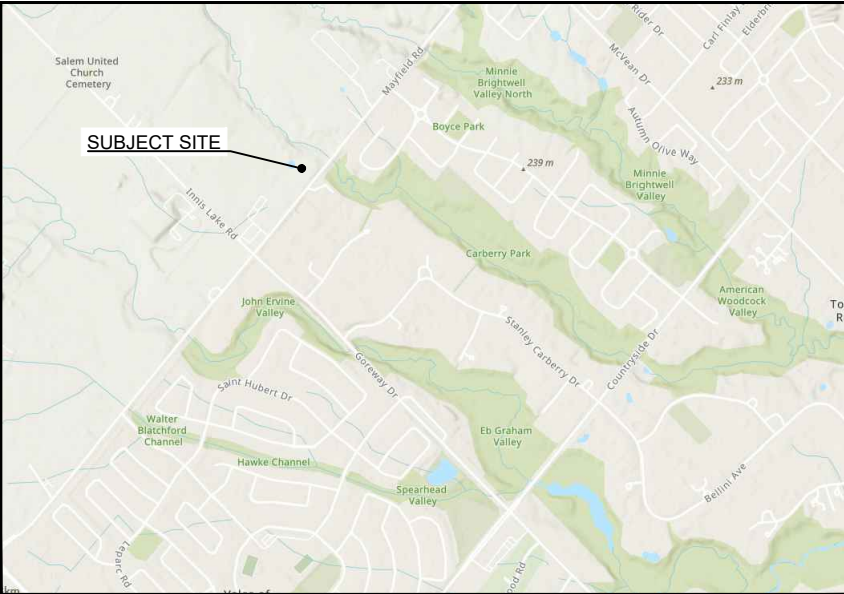 Rider Dr
Carl Finlay
Elderbr
Mayfield Rd
McVean Dr
Salem United
Church
Cemetery
Minnie
Brightwell
Valley North
233 m
Boyce Park
SUBJECT SITE
Autumn Olive Way
239 m
Minnie
Brightwell
Valley
Innis Lake Rd
Carberry Park
American
Woodcock
Valley
To
R
John Ervine
Valley
Stanley Carberry Dr
Countryside Dr
Goreway Dr
Saint Hubert Dr
Walter
Blatchford
Channel
Eb Graham
Valley
Hawke Channel
Bellini Ave
Spearhead
Valley
Leparc Rd
ood Rd
km